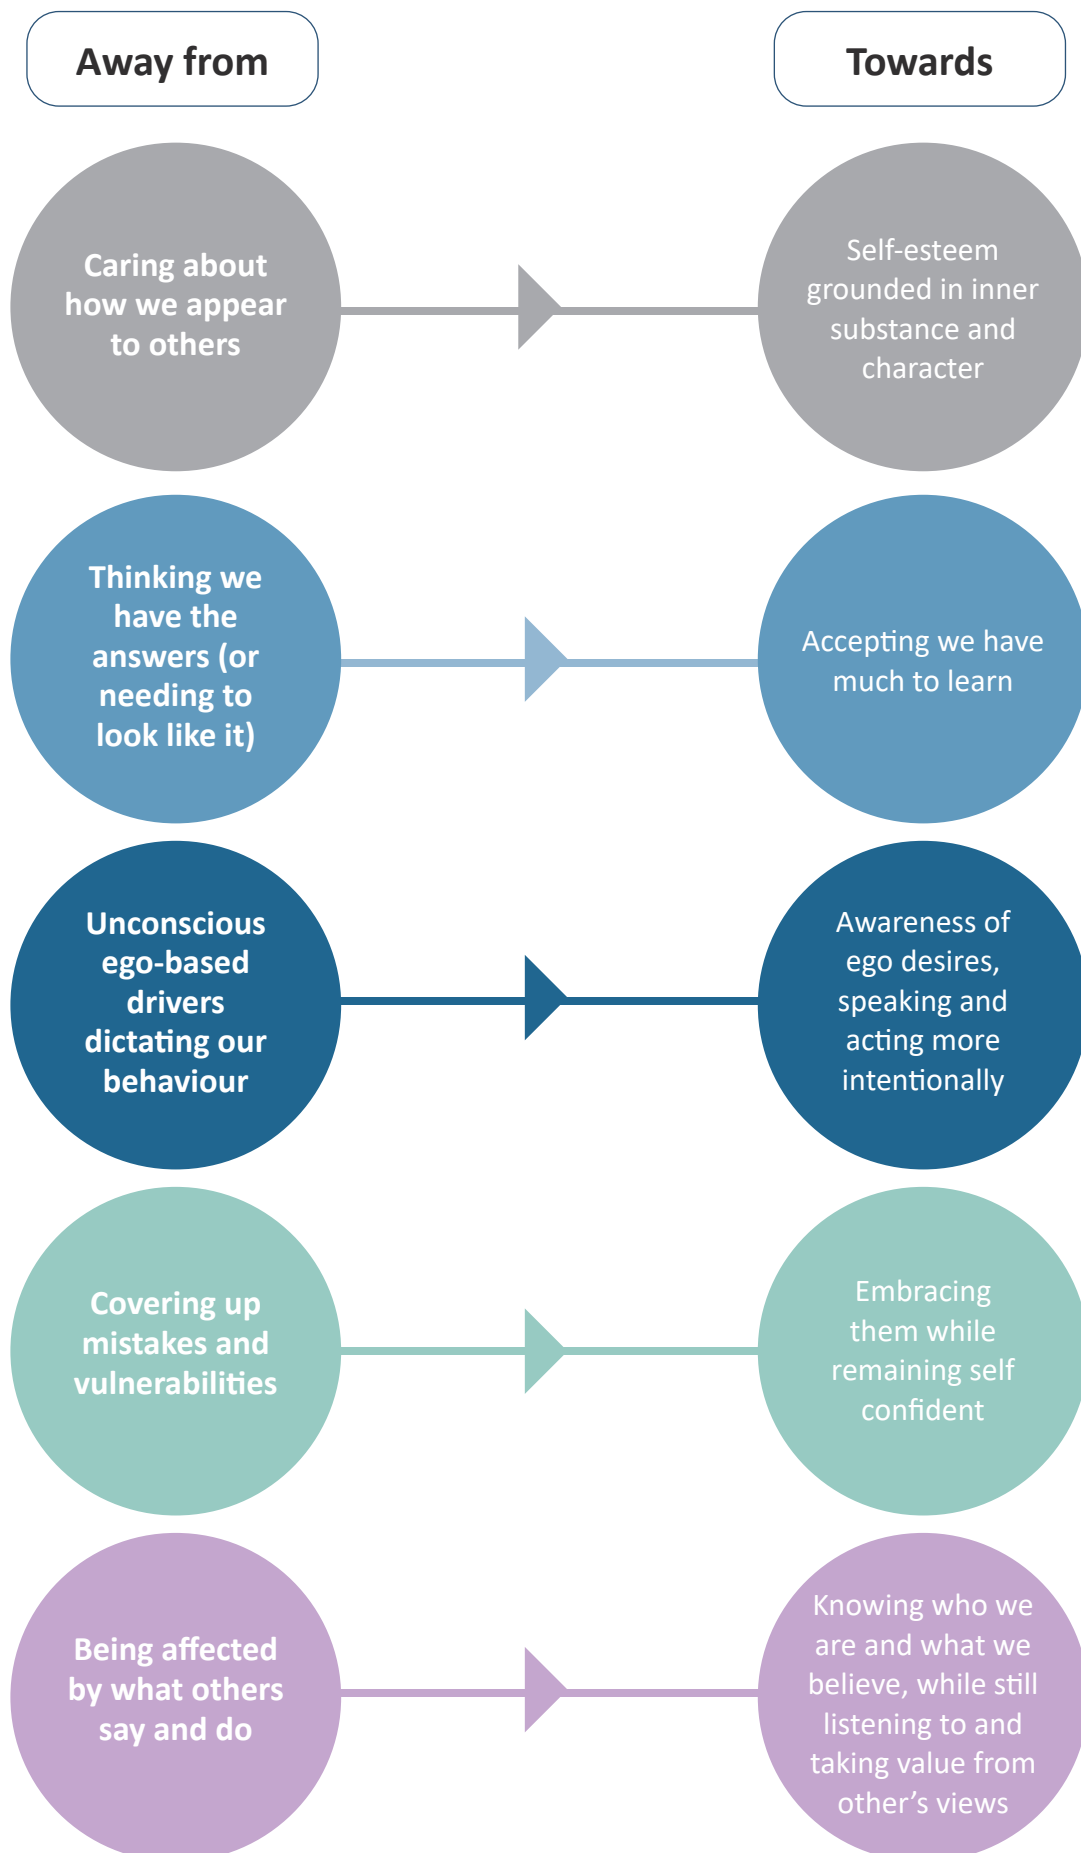 Away from
Towards
Caring about
how we appear
to others
Self-esteem
grounded in inner
substance and
character
Thinking we
have the
answers (or
needing to
look like it)
Accepting we have
much to learn
Unconscious
ego-based
drivers
dictating our
behaviour
Awareness of
ego desires,
speaking and
acting more
intentionally
Covering up
mistakes and
vulnerabilities
Embracing
them while
remaining self
confident
Being affected
by what others
say and do
Knowing who we
are and what we
believe, while still
listening to and
taking value from
other’s views